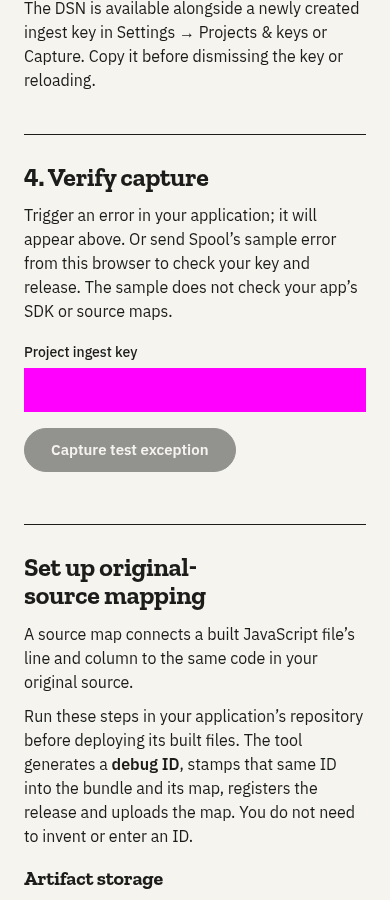 The DSN is available alongside a newly created
ingest key in Settings → Projects & keys or
Capture. Copy it before dismissing the key or
reloading.
4. Verify capture
Trigger an error in your application; it will
appear above. Or send Spool’s sample error
from this browser to check your key and
release. The sample does not check your app’s
SDK or source maps.
Project ingest key
Capture test exception
Set up original-
source mapping
A source map connects a built JavaScript file’s
line and column to the same code in your
original source.
Run these steps in your application’s repository
before deploying its built files. The tool
generates a debug ID, stamps that same ID
into the bundle and its map, registers the
release and uploads the map. You do not need
to invent or enter an ID.
Artifact storage